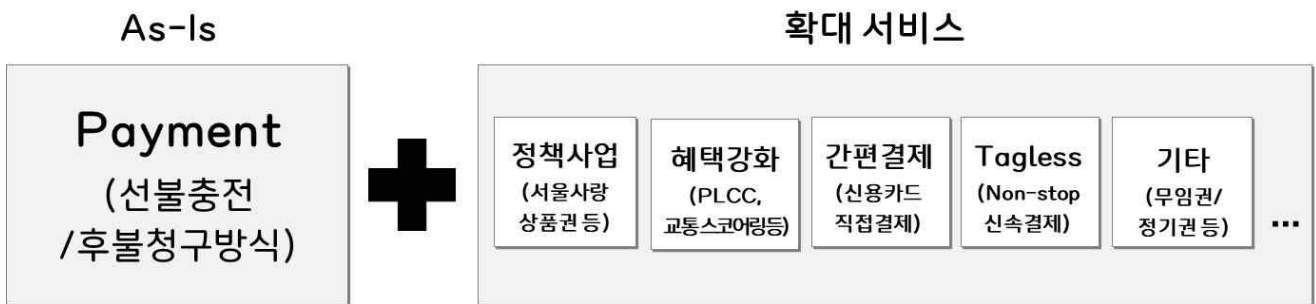 As-Is
확대 서비스
Payment
(선불충전
/후불청구방식)
정책사업
(서울사랑
상품권 등)
혜택강화
(PLCC,
교통스코어링등)
간편결제
(신용카드
직접결제)
Tagless
(Non-stop
신속결제)
기타
(무임권/
정기권 등)
...